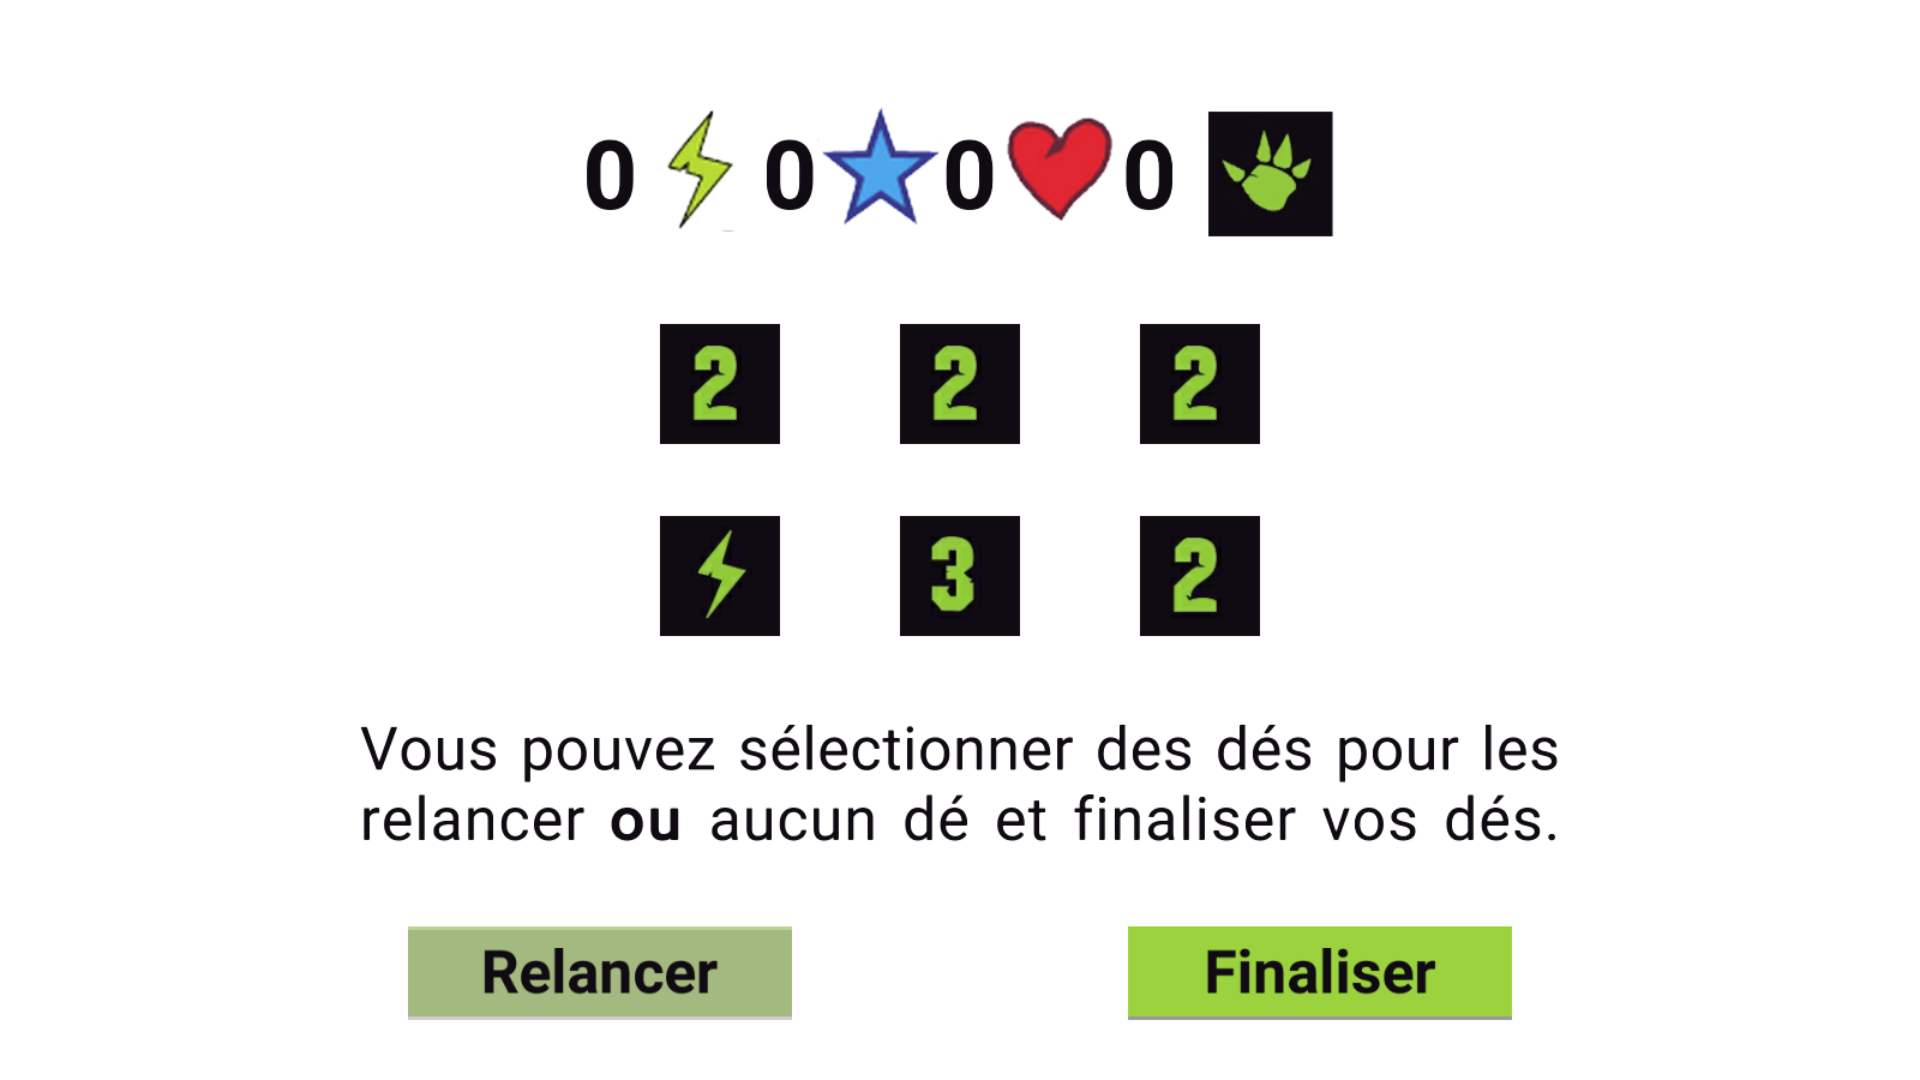 0 0 0 0
2 2 2
3 2
Vous pouvez sélectionner des dés pour les
relancer ou aucun dé et finaliser vos dés.
Relancer Finaliser